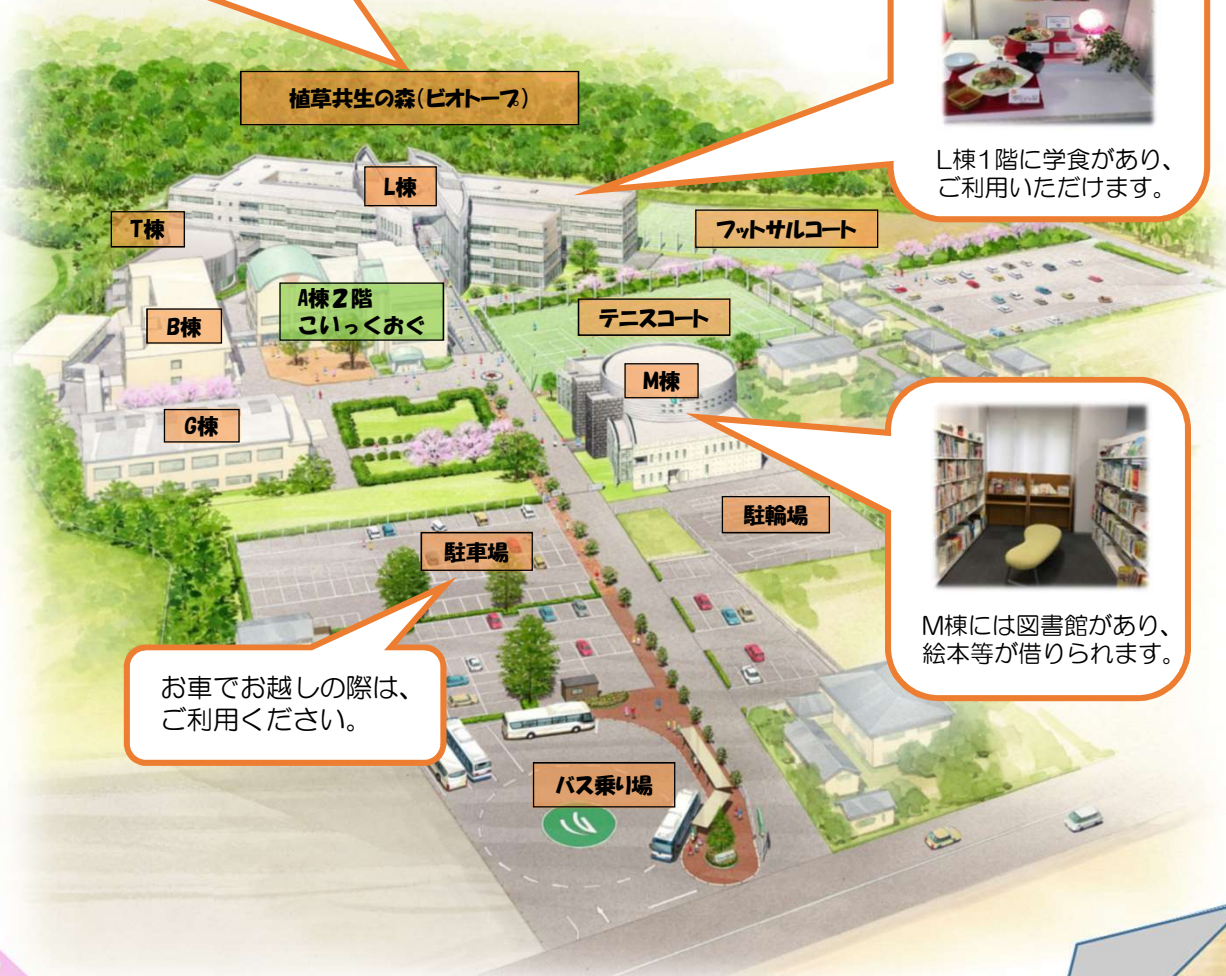 植草共生の森（ビオトープ）
L棟1階に学食があり、
ご利用いただけます。
L棟
T棟
フットサルコート
A棟2階
こいっくおぐ
B棟
テニスコート
M棟
G棟
駐輪場
駐車場
M棟には図書館があり、
絵本等が借りられます。
お車でお越しの際は、
ご利用ください。
バス乗り場